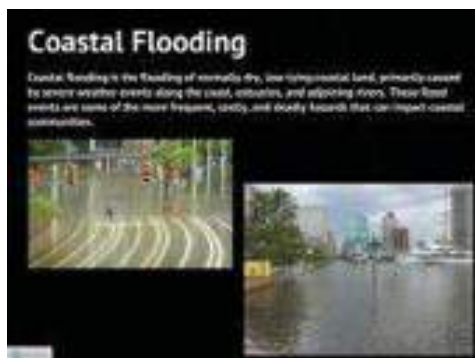 Coastal Flooding
Coastal flooding is the flooding of normally dry, low-lying coastal land, primarily caused
by severe weather events along the coast, estuaries, and adjoining rivers. These flood
events are some of the more frequent, costly, and deadly hazards that can impact coastal
communities.